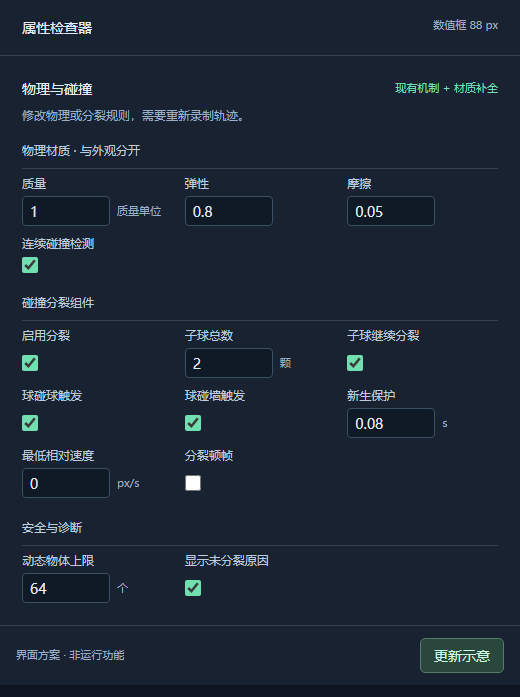 属性检查器 数值框 88 px
物理与碰撞 现有机制 + 材质补全
修改物理或分裂规则，需要重新录制轨迹。
物理材质 · 与外观分开
质量 弹性 摩擦
1 质量单位 0.8 0.05
连续碰撞检测
碰撞分裂组件
启用分裂 子球总数 子球继续分裂
2 颗
球碰球触发 球碰墙触发 新生保护
0.08 s
最低相对速度 分裂顿帧
0 px/s
安全与诊断
动态物体上限 显示未分裂原因
64 个
界面方案 · 非运行功能 更新示意